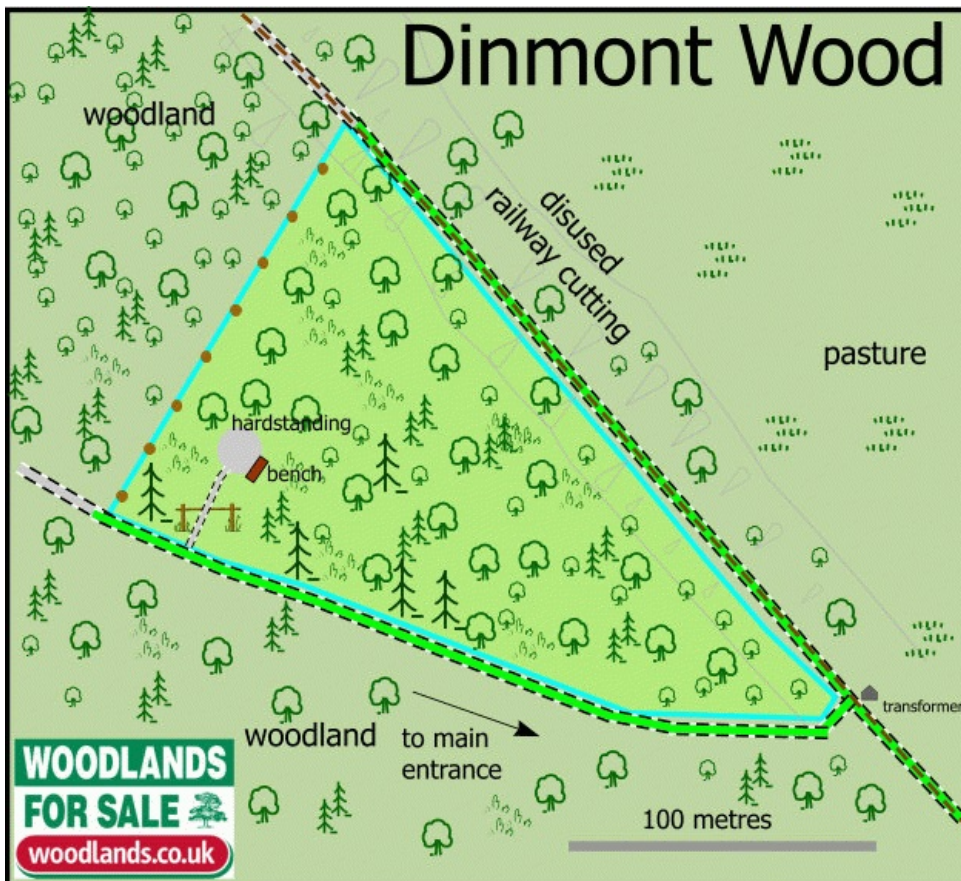 Dinmont Wood
woodland
disused
railway cutting
pasture
hardstanding
bench
transformer
woodland
to main
entrance
100 metres
WOODLANDS
FOR SALE
woodlands.co.uk